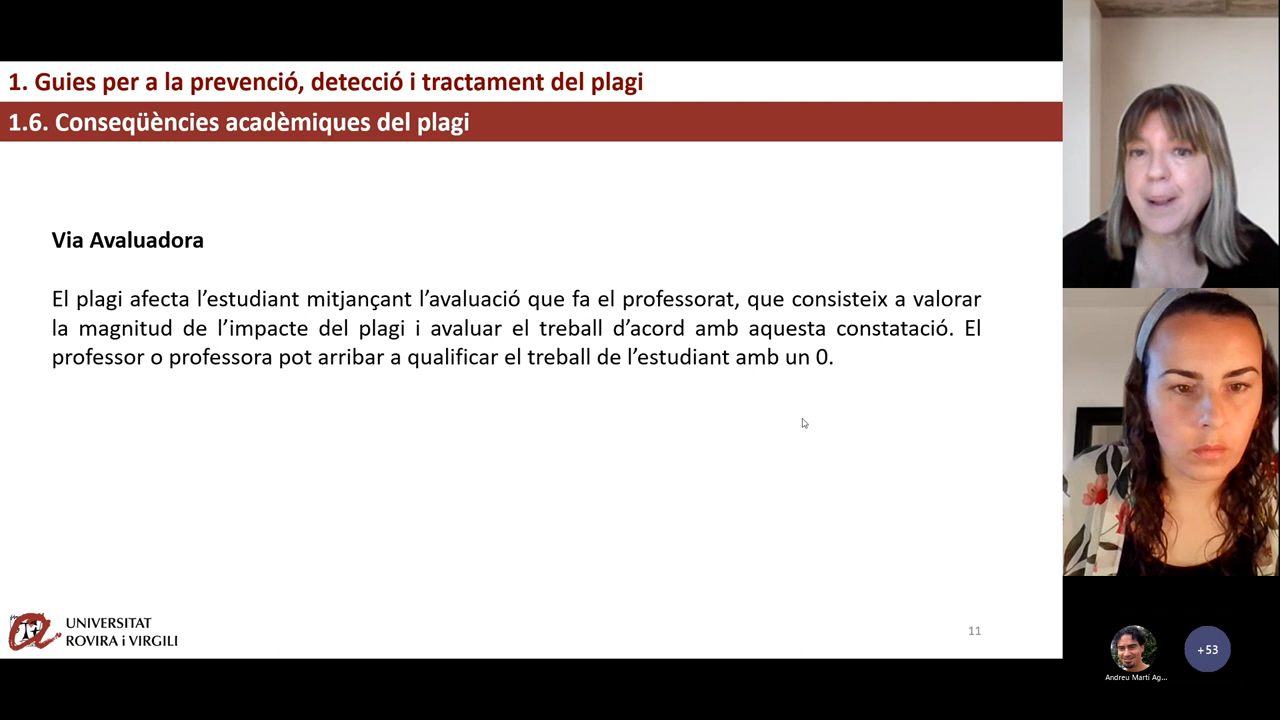 1. Guies per a la prevenció, detecció i tractament del plagi
1.6. Conseqüències acadèmiques del plagi
Via Avaluadora
El plagi afecta l’estudiant mitjançant l’avaluació que fa el professorat, que consisteix a valorar
la magnitud de l’impacte del plagi i avaluar el treball d’acord amb aquesta constatació. El
professor o professora pot arribar a qualificar el treball de l’estudiant amb un 0.
UNIVERSITAT
ROVIRA i VIRGILI
11
+53
Andreu Martí Ag...